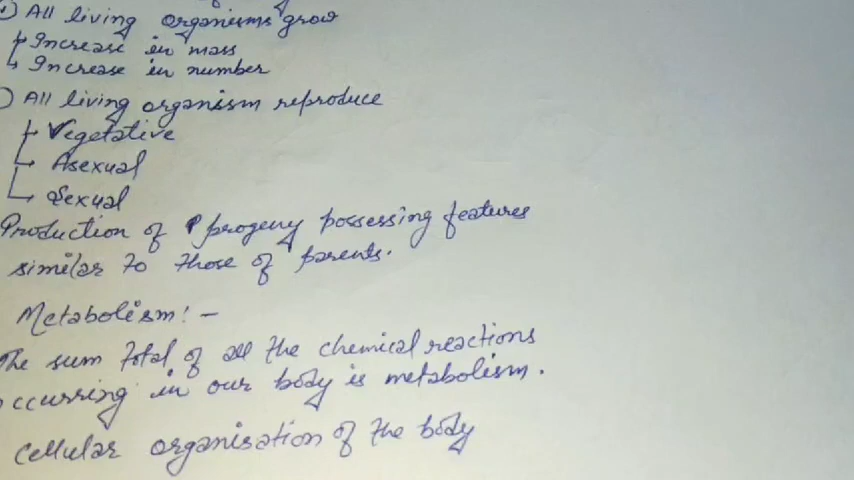 All living organisms grow
Increase in mass
Increase in number
All living organism reproduce
Vegetative
Asexual
Sexual
Production of progeny possessing features
similar to those of parents.
Metabolism: -
The sum total of all the chemical reactions
occurring in our body is metabolism.
Cellular organisation of the body